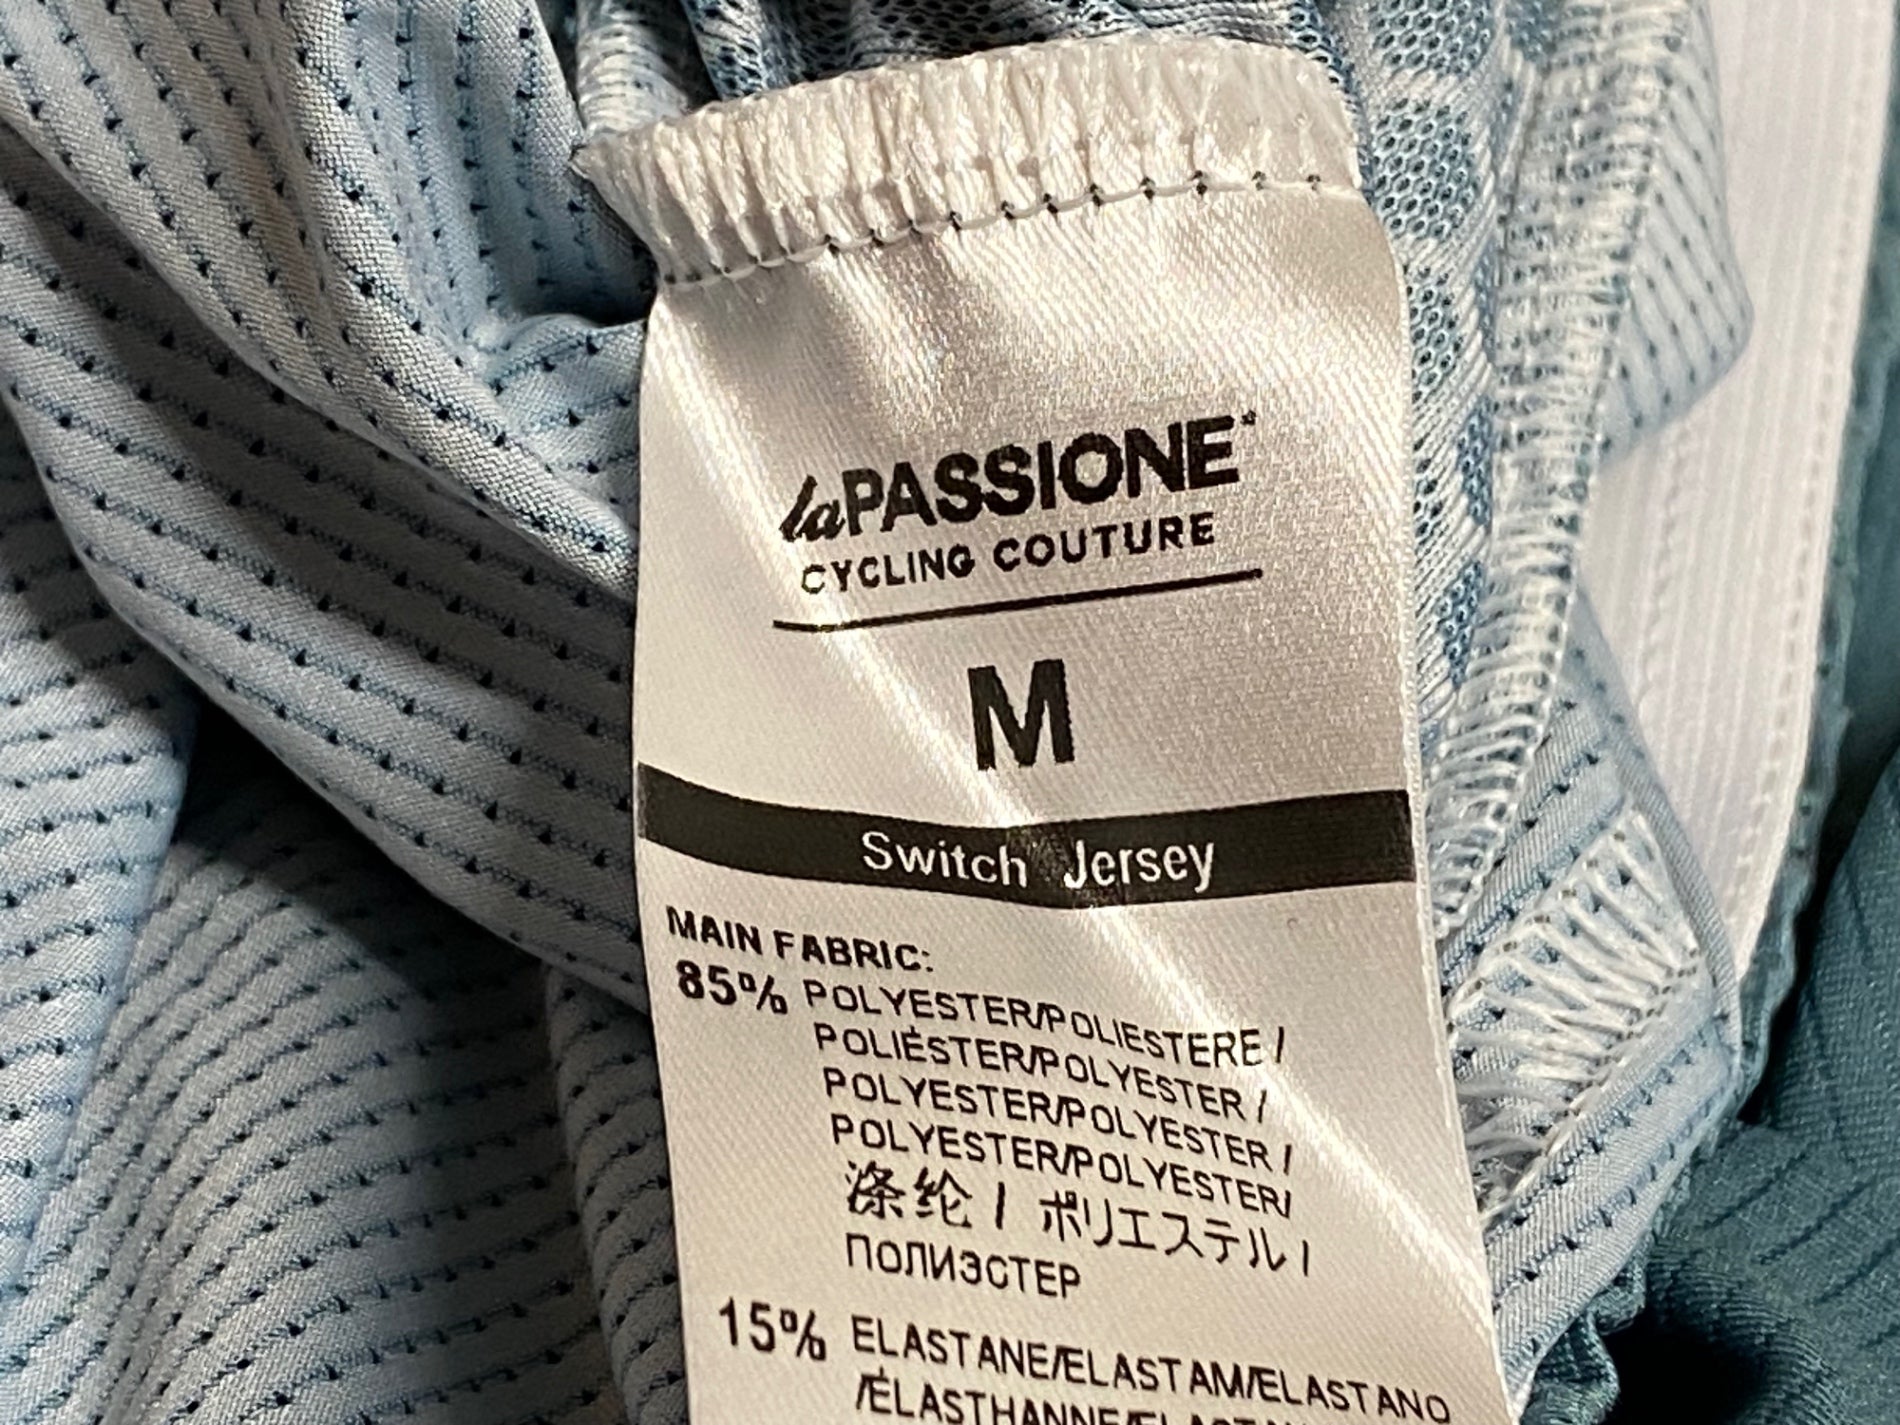 laPASSIONE
CYCLING COUTURE
M
Switch Jersey
MAIN FABRIC:
85% POLYESTER/POLIESTERE/
POLIÉSTER/POLYESTER/
POLYESTER/POLYESTER/
POLYESTER/POLYESTER/
涤纶/ポリエステル/
ПОЛИЭСТЕР
15% ELASTANE/ELASTAM/ELASTANO
/ÉLASTHANNE/